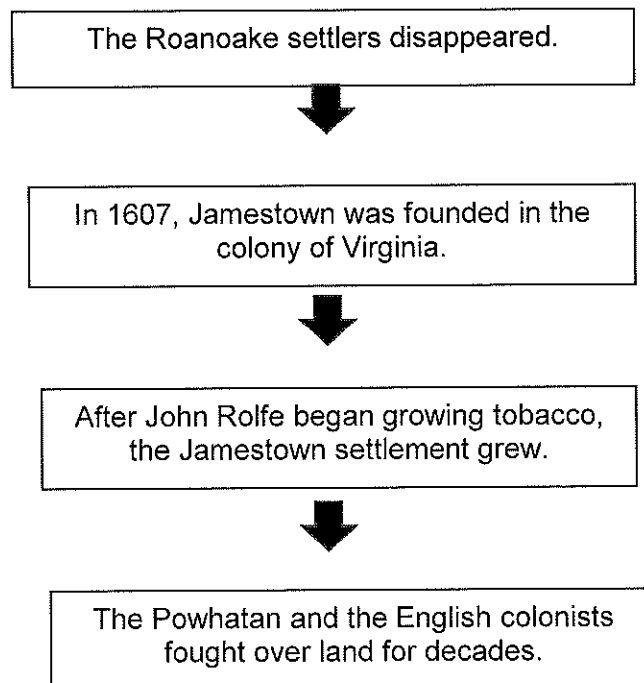 The Roanoake settlers disappeared.
In 1607, Jamestown was founded in the
colony of Virginia.
After John Rolfe began growing tobacco,
the Jamestown settlement grew.
The Powhatan and the English colonists
fought over land for decades.